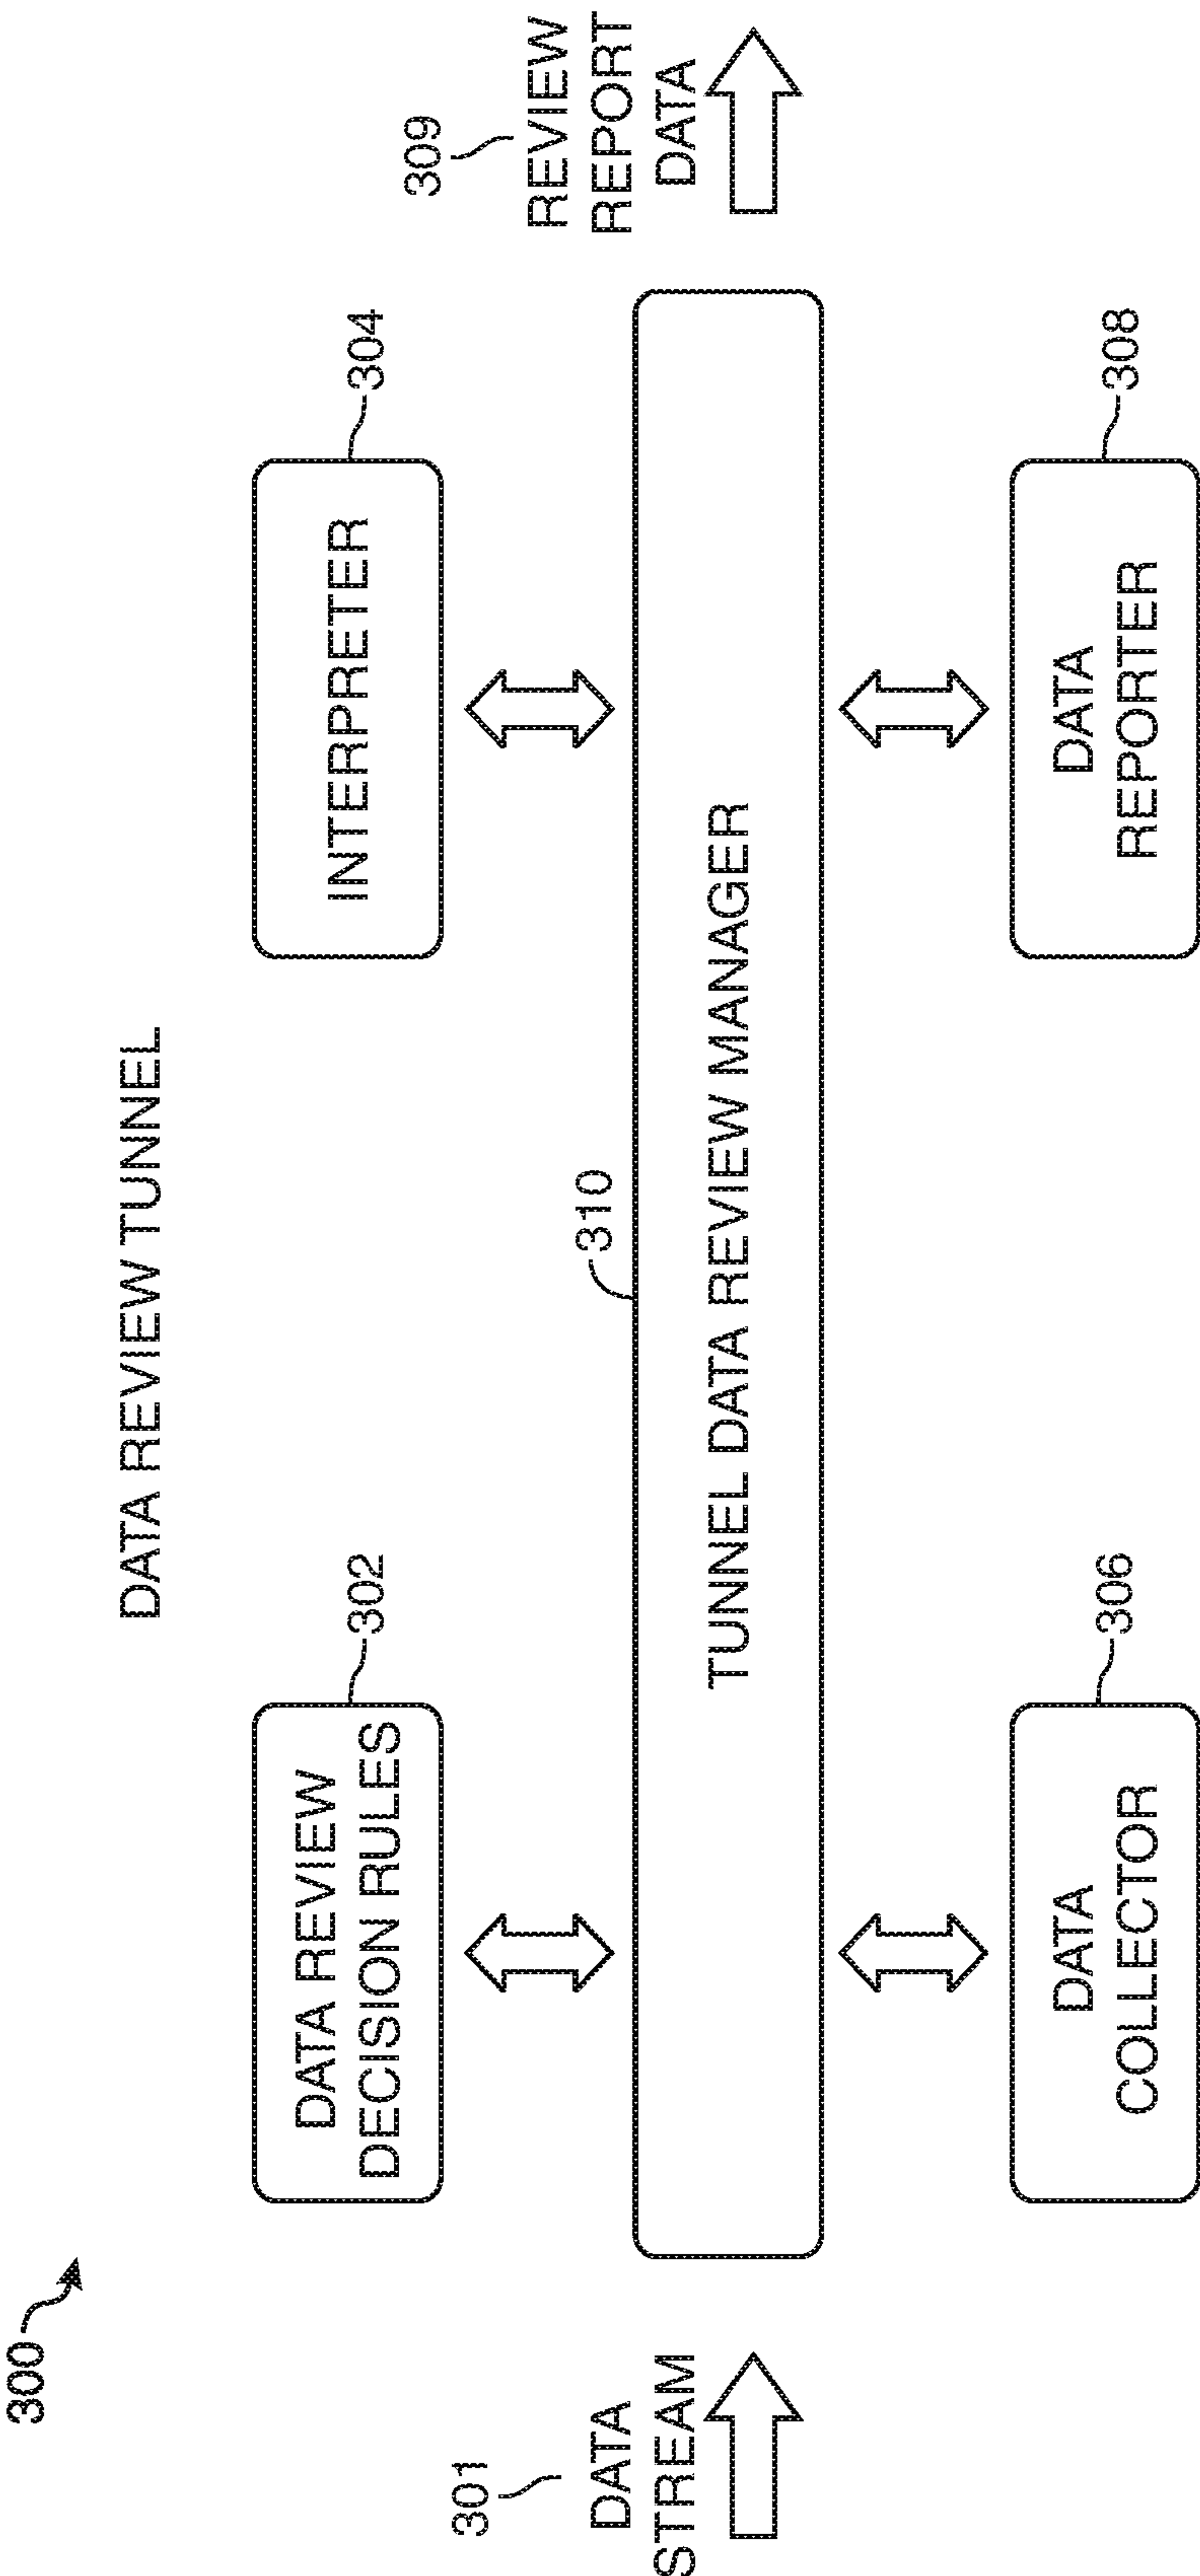 300
DATA REVIEW TUNNEL
302
DATA REVIEW
DECISION RULES
304
INTERPRETER
309
REVIEW
REPORT
DATA
301
DATA
STREAM
310
TUNNEL DATA REVIEW MANAGER
306
DATA
COLLECTOR
308
DATA
REPORTER